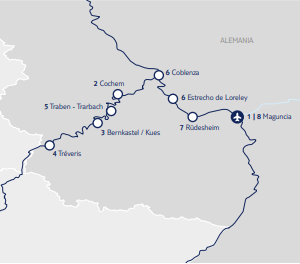 ALEMANIA
6 Coblenza
2 Cochem
6 Estrecho de Loreley
5 Traben - Trarbach
1 | 8 Maguncia
7 Rüdesheim
3 Bernkastel / Kues
4 Tréveris